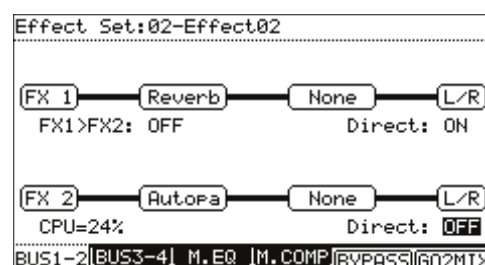 Effect Set:02-Effect02
FX 1 Reverb None L/R
FX1>FX2: OFF Direct: ON
FX 2 Autopa None L/R
CPU=24% Direct: OFF
BUS1-2 BUS3-4 M.EQ M.COMP BYPASS GO2MIX